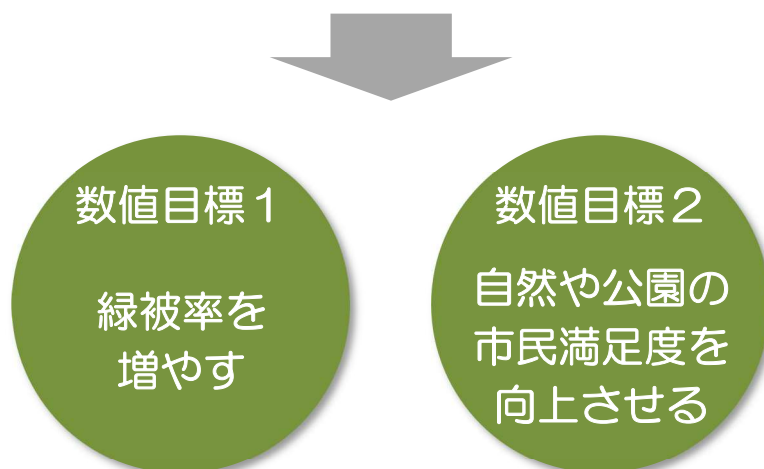 数値目標１
緑被率を
増やす
数値目標２
自然や公園の
市民満足度を
向上させる